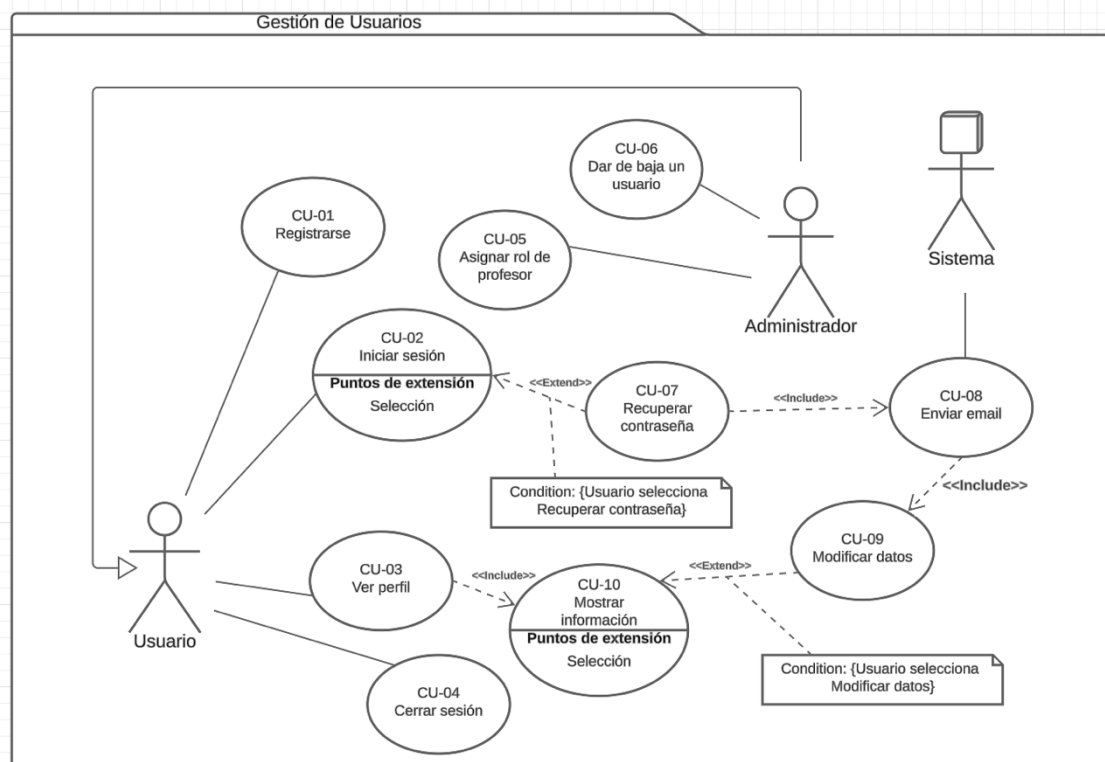 Gestión de Usuarios
CU-06
Dar de baja un
usuario
CU-01
Registrarse
CU-05
Asignar rol de
profesor
Sistema
Administrador
CU-02
Iniciar sesión
Puntos de extensión
Selección
<<Extend>>
CU-07
Recuperar
contraseña
<<Include>>
CU-08
Enviar email
Condition: {Usuario selecciona
Recuperar contraseña}
<<Include>>
CU-09
Modificar datos
CU-03
Ver perfil
<<Include>>
CU-10
Mostrar
información
Puntos de extensión
Selección
<<Extend>>
Usuario
Condition: {Usuario selecciona
Modificar datos}
CU-04
Cerrar sesión